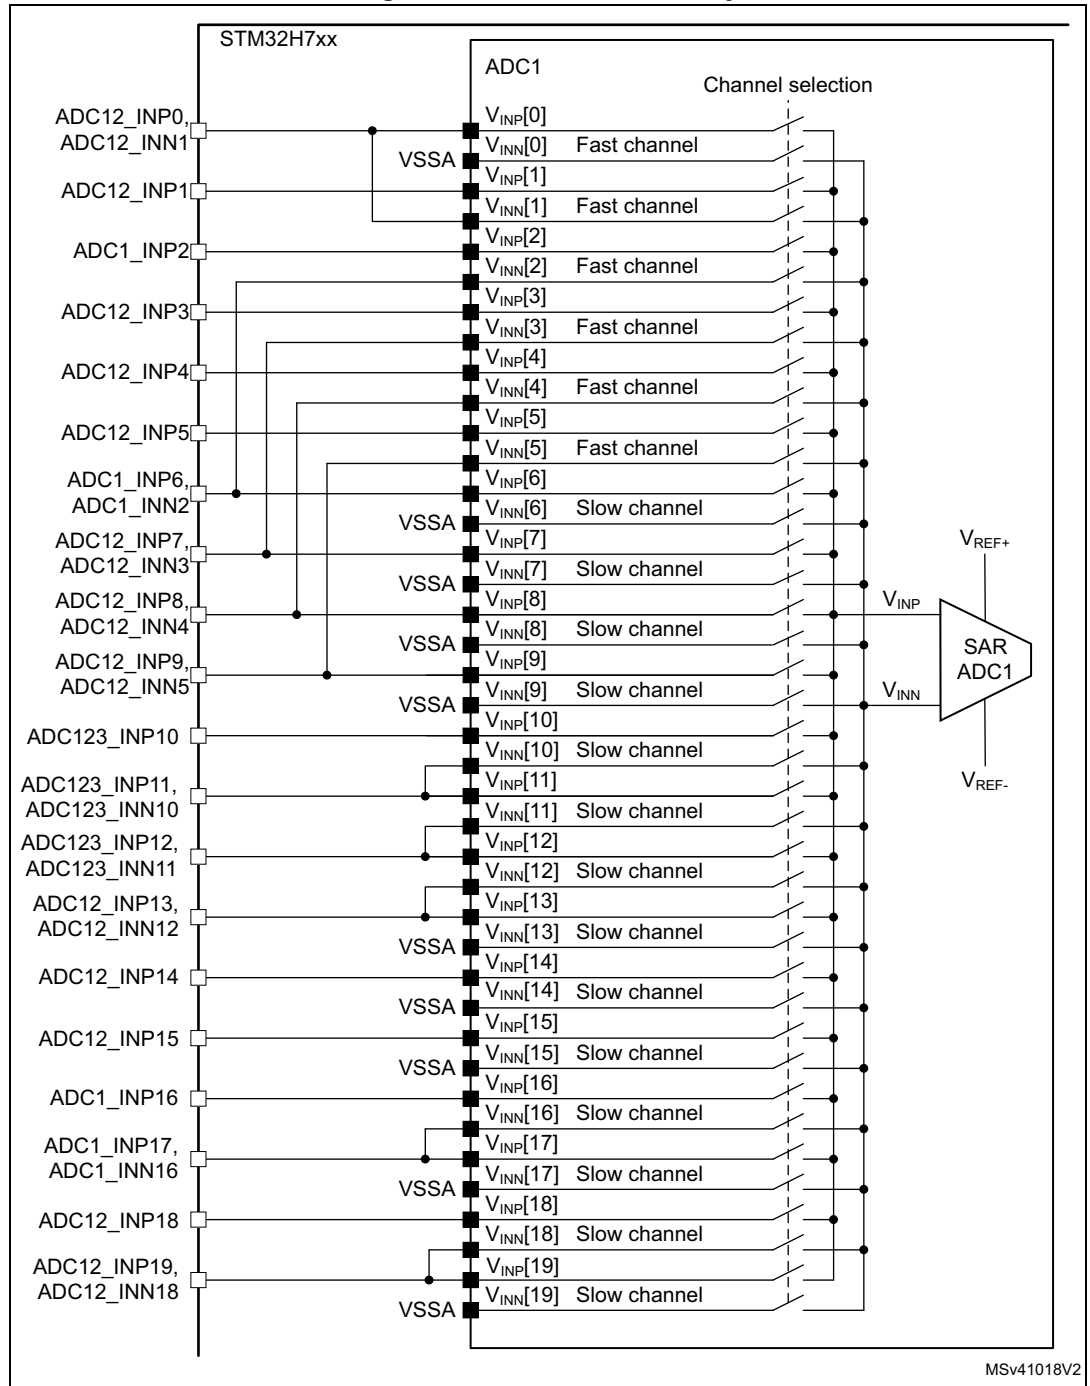 STM32H7xx
ADC1
Channel selection
ADC12_INP0,
ADC12_INN1
VINP[0]
VINN[0] Fast channel
VSSA
ADC12_INP1
VINP[1]
VINN[1] Fast channel
ADC1_INP2
VINP[2]
VINN[2] Fast channel
ADC12_INP3
VINP[3]
VINN[3] Fast channel
ADC12_INP4
VINP[4]
VINN[4] Fast channel
ADC12_INP5
VINP[5]
VINN[5] Fast channel
ADC1_INP6,
ADC1_INN2
VINP[6]
VINN[6] Slow channel
VSSA
ADC12_INP7,
ADC12_INN3
VINP[7]
VINN[7] Slow channel
VSSA
ADC12_INP8,
ADC12_INN4
VINP[8]
VINN[8] Slow channel
VSSA
ADC12_INP9,
ADC12_INN5
VINP[9]
VINN[9] Slow channel
VSSA
ADC123_INP10
VINP[10]
VINN[10] Slow channel
ADC123_INP11,
ADC123_INN10
VINP[11]
VINN[11] Slow channel
ADC123_INP12,
ADC123_INN11
VINP[12]
VINN[12] Slow channel
ADC12_INP13,
ADC12_INN12
VINP[13]
VINN[13] Slow channel
VSSA
ADC12_INP14
VINP[14]
VINN[14] Slow channel
VSSA
ADC12_INP15
VINP[15]
VINN[15] Slow channel
VSSA
ADC1_INP16
VINP[16]
VINN[16] Slow channel
ADC1_INP17,
ADC1_INN16
VINP[17]
VINN[17] Slow channel
VSSA
ADC12_INP18
VINP[18]
VINN[18] Slow channel
ADC12_INP19,
ADC12_INN18
VINP[19]
VINN[19] Slow channel
VSSA
VREF+
VINP
SAR
ADC1
VINN
VREF-
MSv41018V2